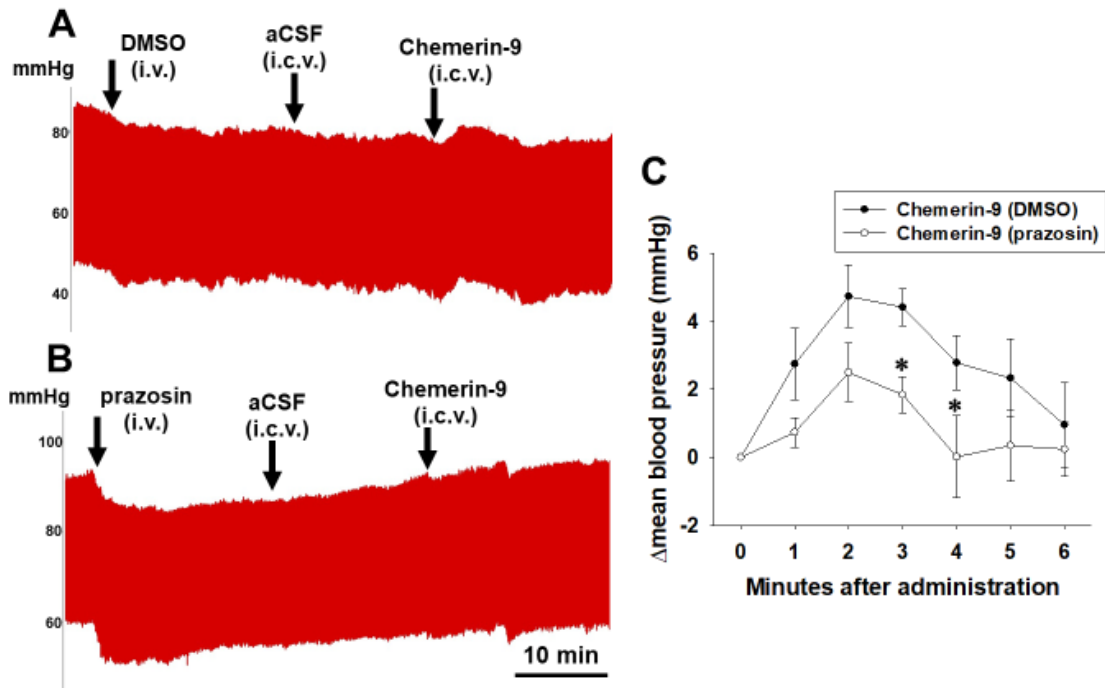 A
DMSO
(i.v.)
aCSF
(i.c.v.)
Chemerin-9
(i.c.v.)
mmHg
80
60
40
B
prazosin
(i.v.)
aCSF
(i.c.v.)
Chemerin-9
(i.c.v.)
mmHg
100
80
60
10 min
C
Chemerin-9 (DMSO)
Chemerin-9 (prazosin)
Δmean blood pressure (mmHg)
6
4
2
0
-2
*
*
0 1 2 3 4 5 6
Minutes after administration